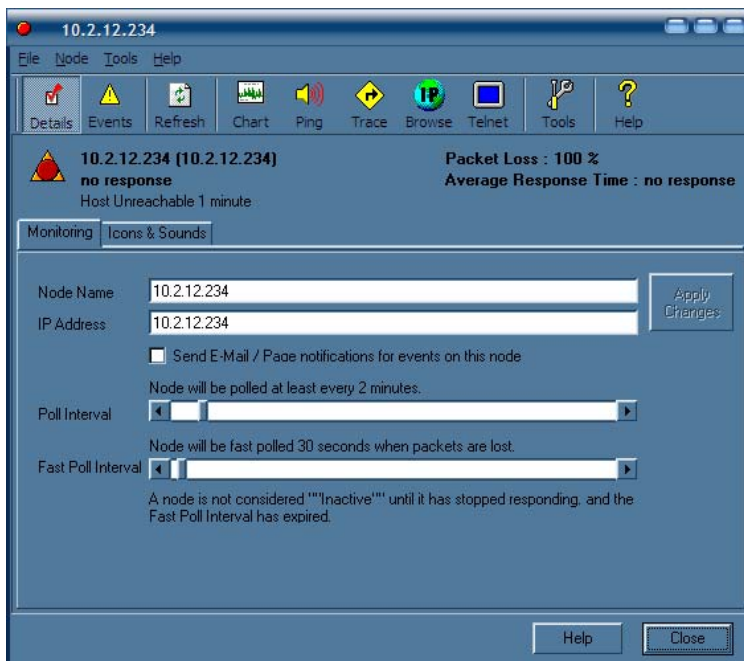 10.2.12.234
File Node Tools Help
Details Events Refresh Chart Ping Trace Browse Telnet Tools Help
10.2.12.234 (10.2.12.234)
no response
Host Unreachable 1 minute
Packet Loss : 100 %
Average Response Time : no response
Monitoring Icons & Sounds
Node Name 10.2.12.234
Apply Changes
IP Address 10.2.12.234
Send E-Mail / Page notifications for events on this node
Node will be polled at least every 2 minutes.
Poll Interval
Node will be fast polled 30 seconds when packets are lost.
Fast Poll Interval
A node is not considered ""Inactive"" until it has stopped responding, and the
Fast Poll Interval has expired.
Help Close